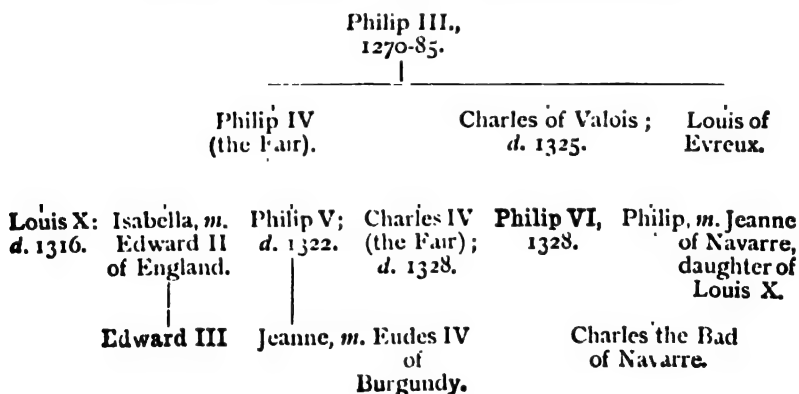 Philip III.,
1270-85.
Philip IV
(the Fair).
Charles of Valois;
d. 1325.
Louis of
Evreux.
Louis X:
d. 1316.
Isabella, m.
Edward II
of England.
Philip V;
d. 1322.
Charles IV
(the Fair);
d. 1328.
Philip VI,
1328.
Philip, m. Jeanne
of Navarre,
daughter of
Louis X.
Edward III
Jeanne, m. Eudes IV
of
Burgundy.
Charles the Bad
of Navarre.